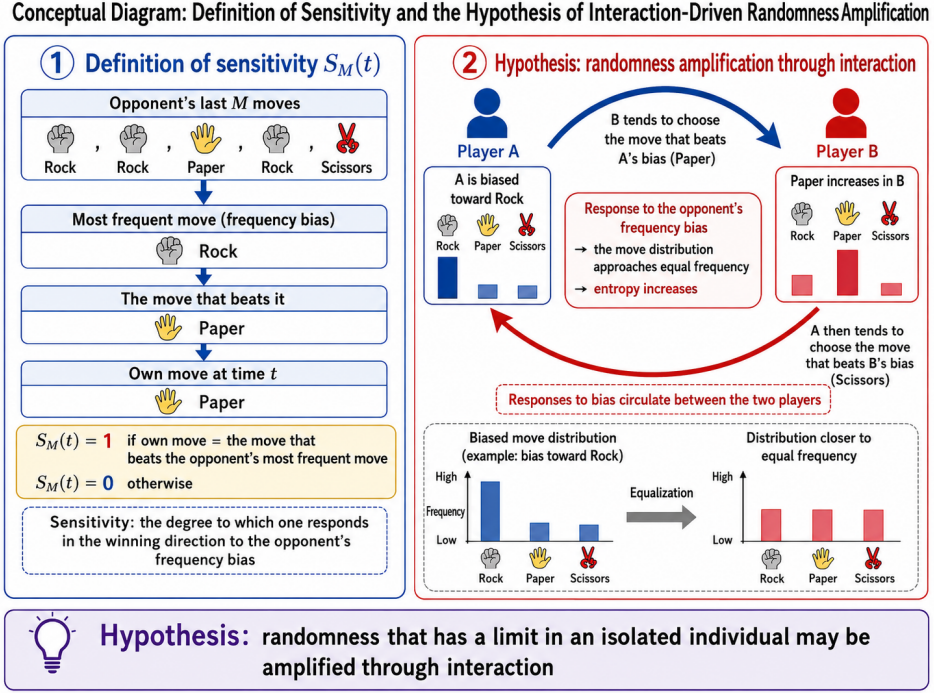 Conceptual Diagram: Definition of Sensitivity and the Hypothesis of Interaction-Driven Randomness Amplification
1 Definition of sensitivity S_M(t)
Opponent's last M moves
Rock , Rock , Paper , Rock , Scissors
Most frequent move (frequency bias)
Rock
The move that beats it
Paper
Own move at time t
Paper
S_M(t) = 1 if own move = the move that
beats the opponent's most frequent move
S_M(t) = 0 otherwise
Sensitivity: the degree to which one responds
in the winning direction to the opponent's
frequency bias
2 Hypothesis: randomness amplification through interaction
Player A
A is biased
toward Rock
Rock Paper Scissors
B tends to choose
the move that beats
A's bias (Paper)
Player B
Paper increases in B
Rock Paper Scissors
Response to the opponent's
frequency bias
→ the move distribution
approaches equal frequency
→ entropy increases
A then tends to
choose the move
that beats B's bias
(Scissors)
Responses to bias circulate between the two players
Biased move distribution
(example: bias toward Rock)
High
Frequency
Low
Rock Paper Scissors
Equalization
Distribution closer to
equal frequency
High
Low
Rock Paper Scissors
Hypothesis: randomness that has a limit in an isolated individual may be
amplified through interaction